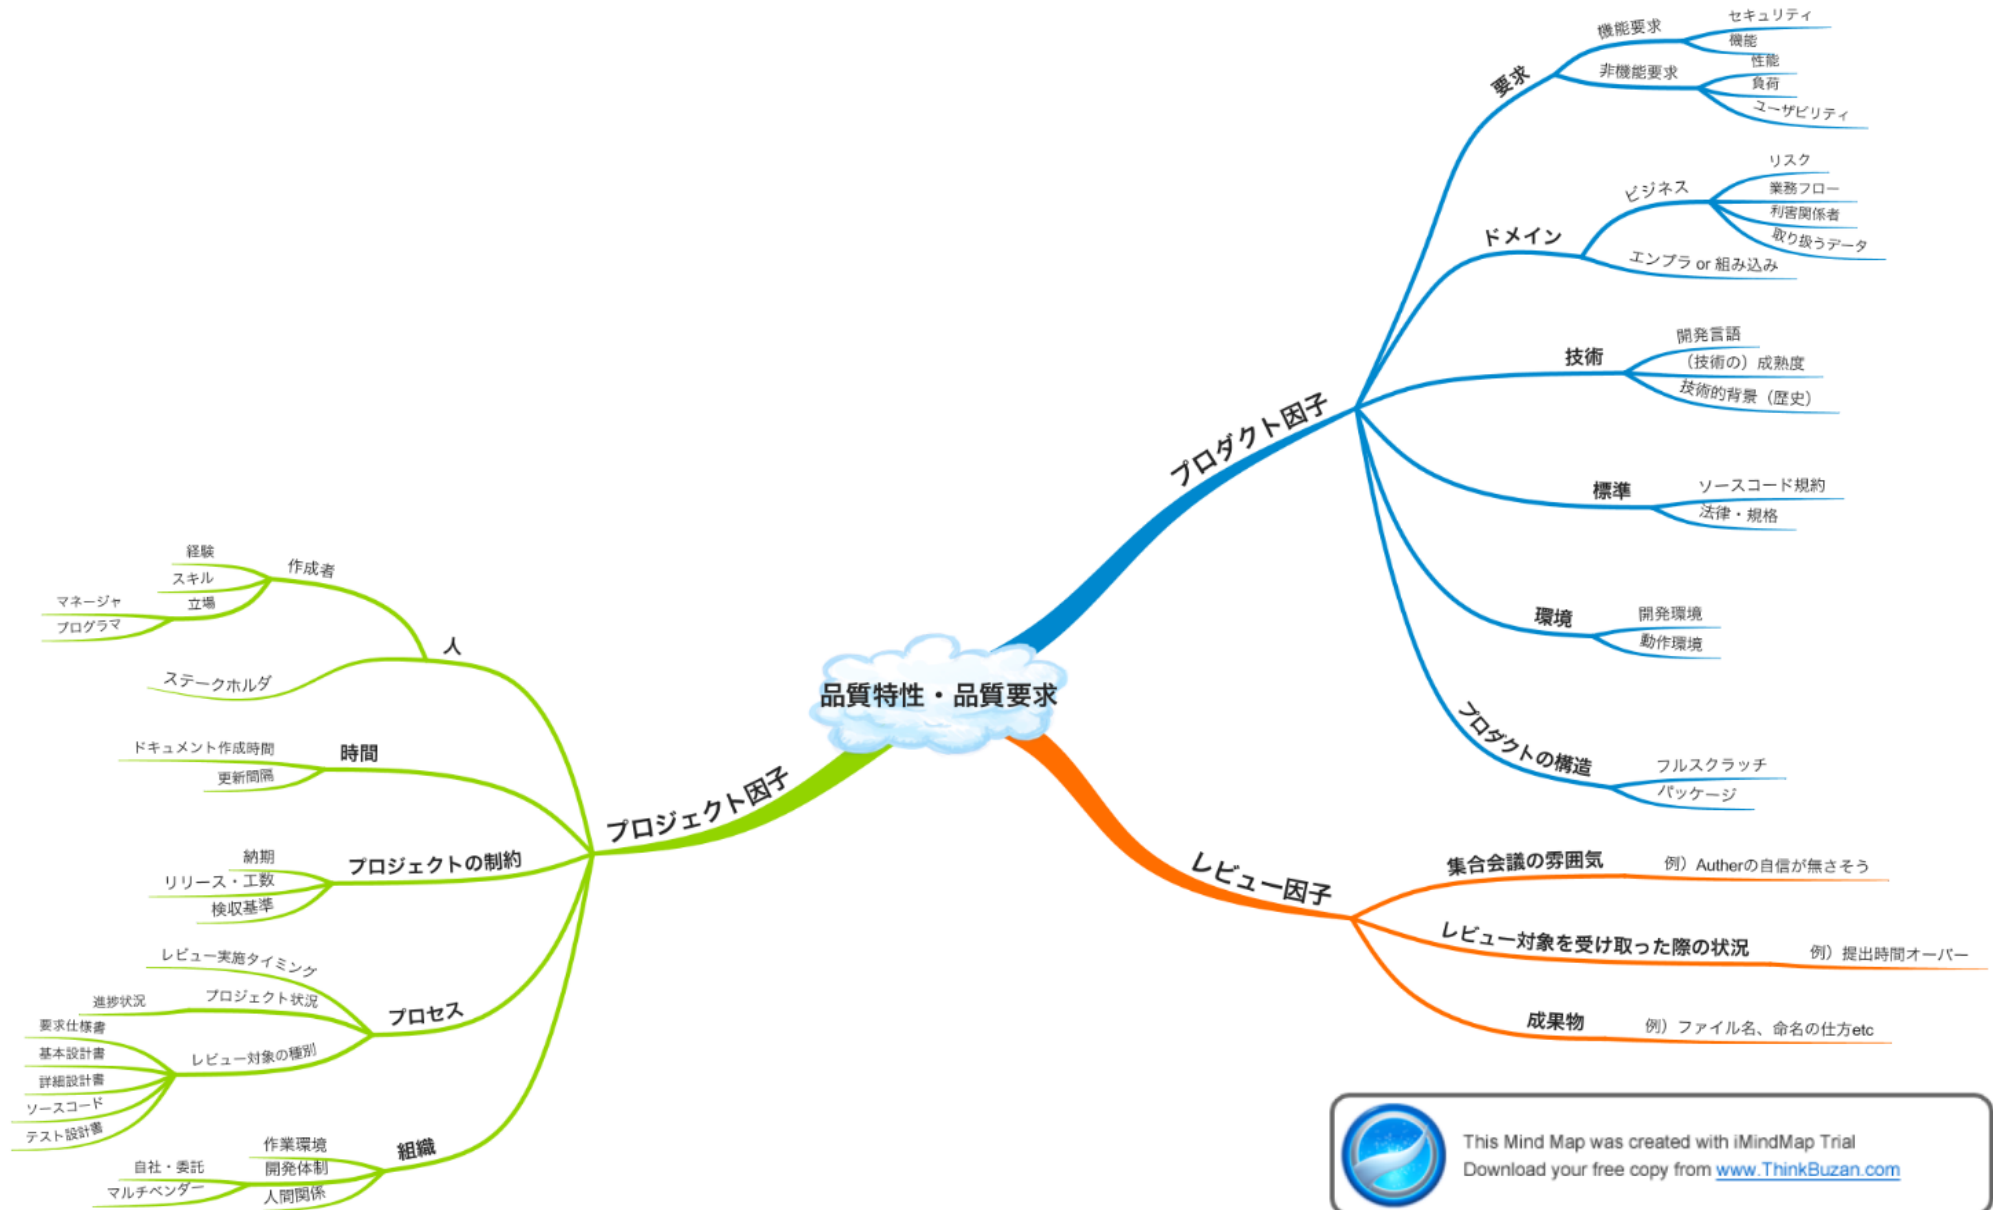 品質特性・品質要求
プロダクト因子
要求
機能要求
セキュリティ
機能
非機能要求
性能
負荷
ユーザビリティ
ドメイン
ビジネス
リスク
業務フロー
利害関係者
取り扱うデータ
エンプラ or 組み込み
技術
開発言語
（技術の）成熟度
技術的背景（歴史）
標準
ソースコード規約
法律・規格
環境
開発環境
動作環境
プロダクトの構造
フルスクラッチ
パッケージ
レビュー因子
集合会議の雰囲気
例）Autherの自信が無さそう
レビュー対象を受け取った際の状況
例）提出時間オーバー
成果物
例）ファイル名、命名の仕方etc
プロジェクト因子
人
作成者
経験
スキル
立場
マネージャ
プログラマ
ステークホルダ
時間
ドキュメント作成時間
更新間隔
プロジェクトの制約
納期
リリース・工数
検収基準
プロセス
レビュー実施タイミング
プロジェクト状況
進捗状況
レビュー対象の種別
要求仕様書
基本設計書
詳細設計書
ソースコード
テスト設計書
組織
作業環境
開発体制
自社・委託
マルチベンダー
人間関係
This Mind Map was created with iMindMap Trial
Download your free copy from www.ThinkBuzan.com